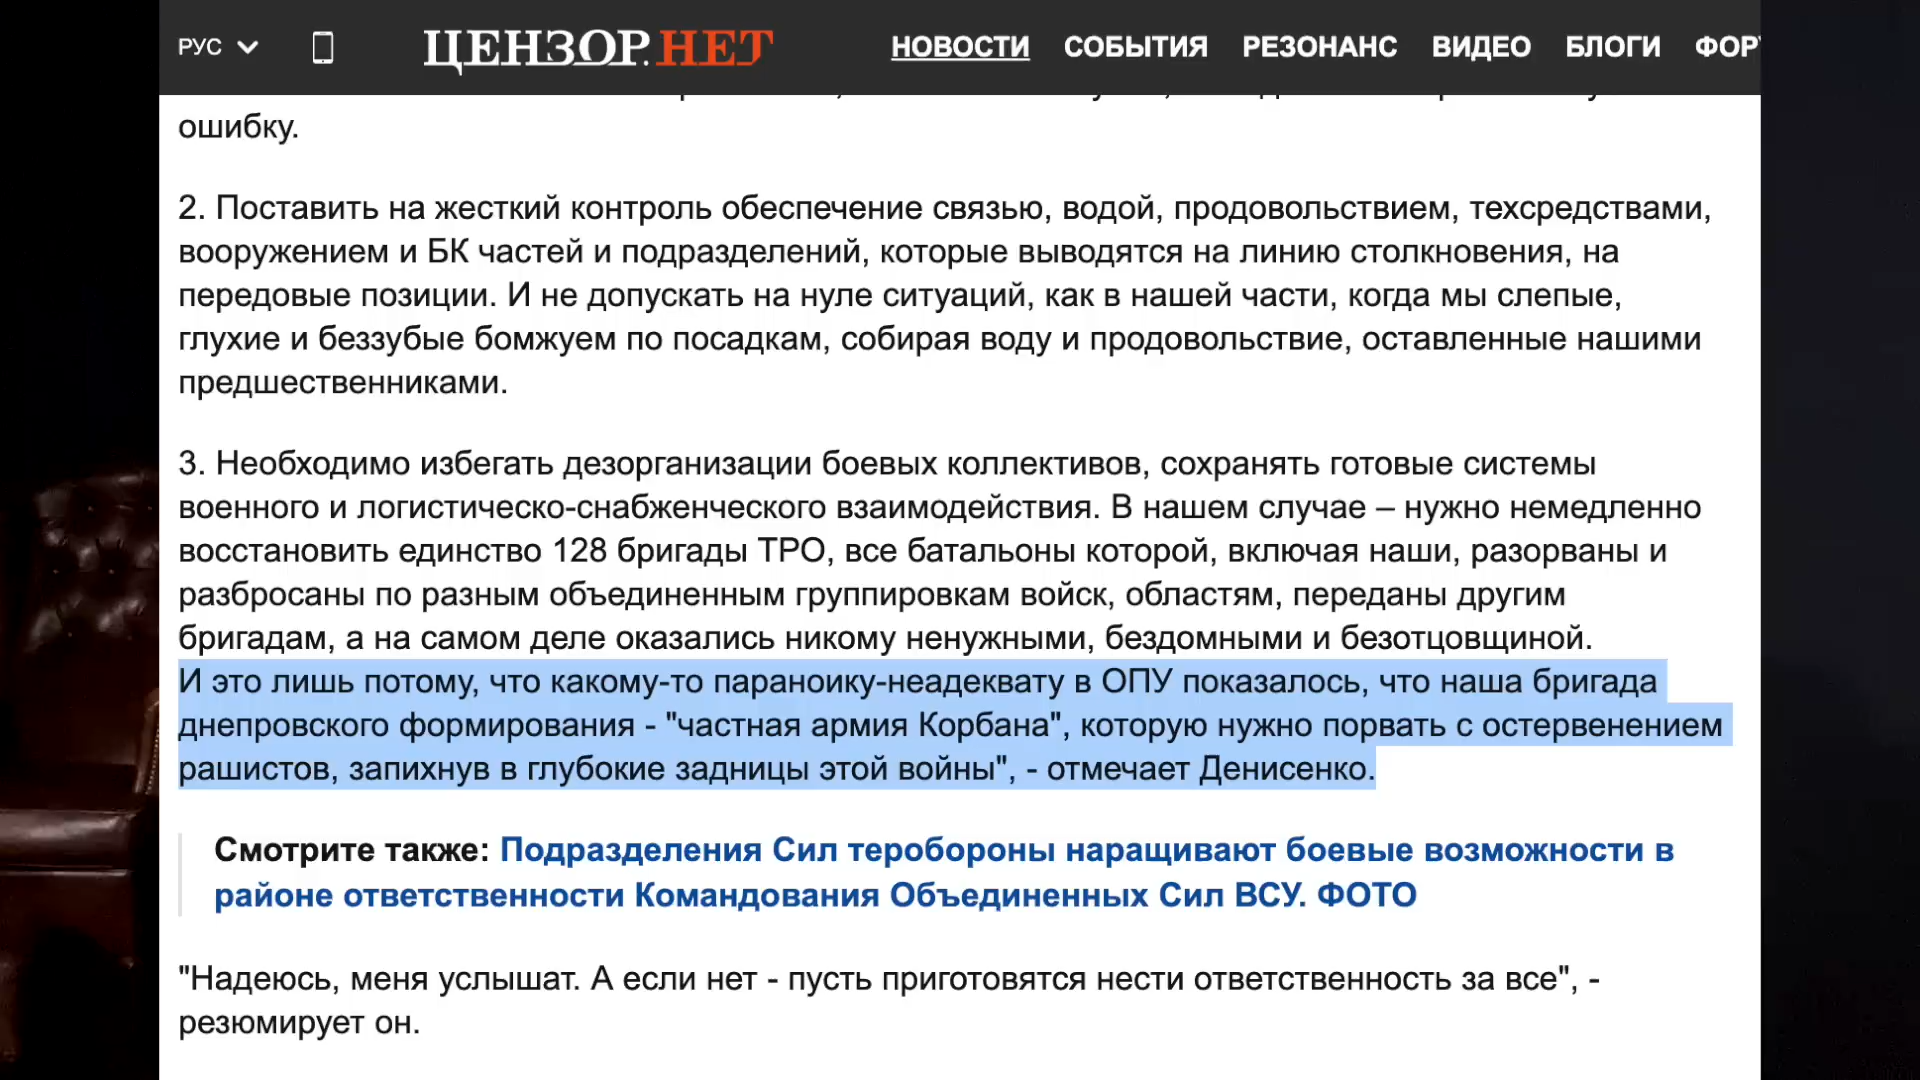 РУС
ЦЕНЗОР.НЕТ
НОВОСТИ СОБЫТИЯ РЕЗОНАНС ВИДЕО БЛОГИ ФОР
ошибку.
2. Поставить на жесткий контроль обеспечение связью, водой, продовольствием, техсредствами,
вооружением и БК частей и подразделений, которые выводятся на линию столкновения, на
передовые позиции. И не допускать на нуле ситуаций, как в нашей части, когда мы слепые,
глухие и беззубые бомжуем по посадкам, собирая воду и продовольствие, оставленные нашими
предшественниками.
3. Необходимо избегать дезорганизации боевых коллективов, сохранять готовые системы
военного и логистическо-снабженческого взаимодействия. В нашем случае – нужно немедленно
восстановить единство 128 бригады ТРО, все батальоны которой, включая наши, разорваны и
разбросаны по разным объединенным группировкам войск, областям, переданы другим
бригадам, а на самом деле оказались никому ненужными, бездомными и безотцовщиной.
И это лишь потому, что какому-то параноику-неадеквату в ОПУ показалось, что наша бригада
днепровского формирования - "частная армия Корбана", которую нужно порвать с остервенением
рашистов, запихнув в глубокие задницы этой войны", - отмечает Денисенко.
Смотрите также: Подразделения Сил теробороны наращивают боевые возможности в
районе ответственности Командования Объединенных Сил ВСУ. ФОТО
"Надеюсь, меня услышат. А если нет - пусть приготовятся нести ответственность за все", -
резюмирует он.